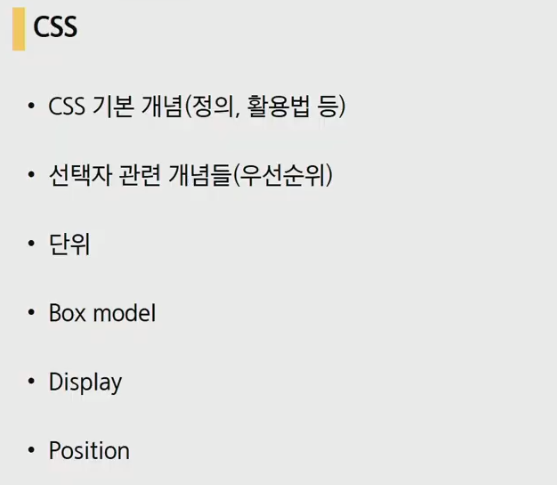 CSS
• CSS 기본 개념(정의, 활용법 등)
• 선택자 관련 개념들(우선순위)
• 단위
• Box model
• Display
• Position